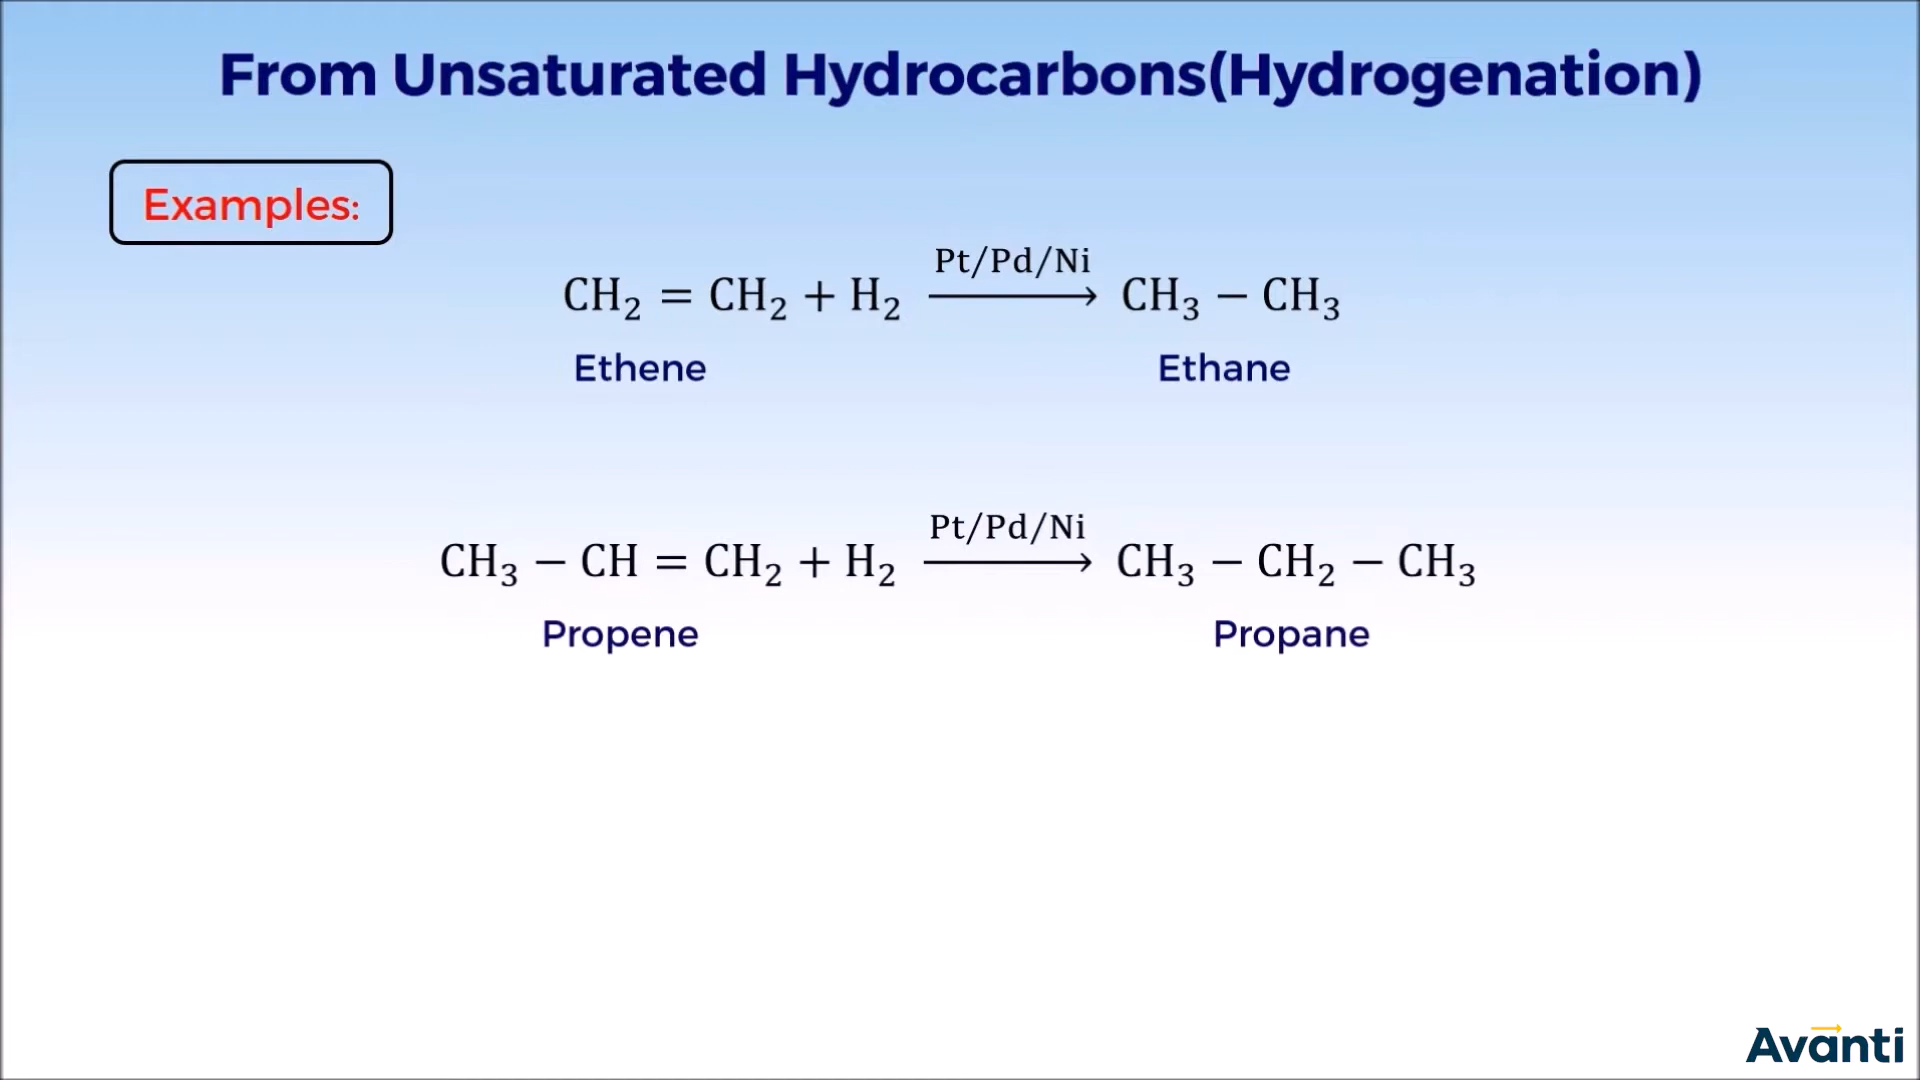 From Unsaturated Hydrocarbons(Hydrogenation)
Examples:
CH₂ = CH₂ + H₂ Pt/Pd/Ni ⟶ CH₃ − CH₃
Ethene Ethane
CH₃ − CH = CH₂ + H₂ Pt/Pd/Ni ⟶ CH₃ − CH₂ − CH₃
Propene Propane
Avanti